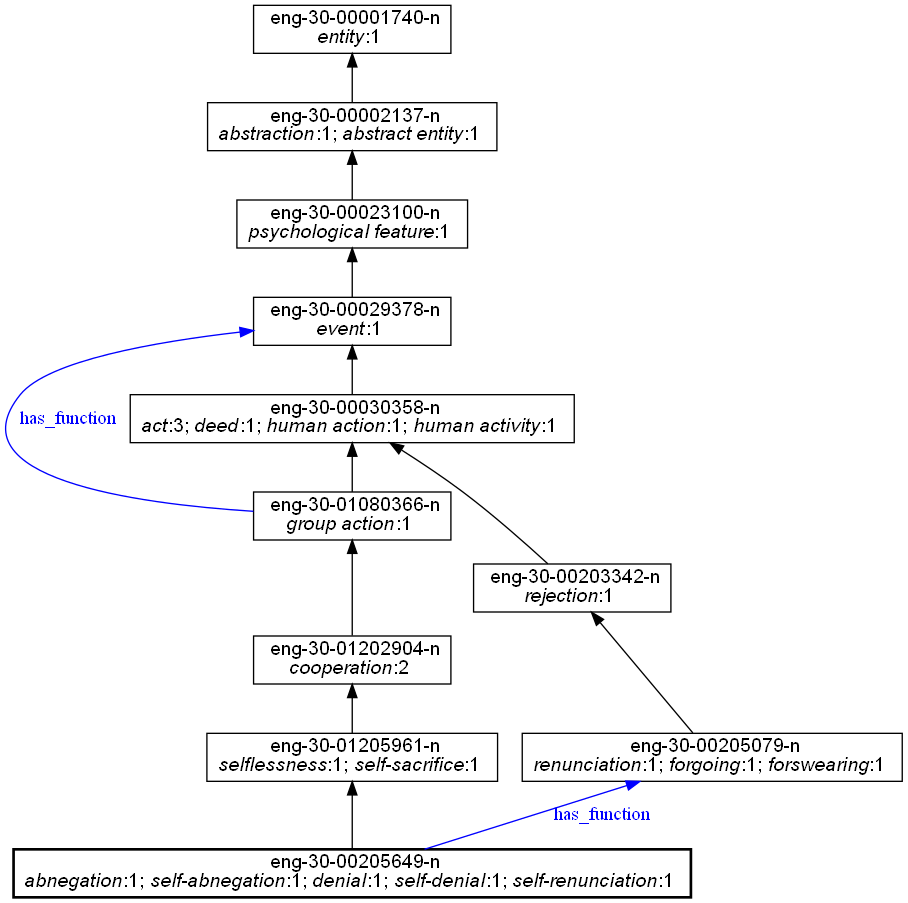 eng-30-00001740-n
entity:1
eng-30-00002137-n
abstraction:1; abstract entity:1
eng-30-00023100-n
psychological feature:1
eng-30-00029378-n
event:1
eng-30-00030358-n
act:3; deed:1; human action:1; human activity:1
has_function
eng-30-01080366-n
group action:1
eng-30-00203342-n
rejection:1
eng-30-01202904-n
cooperation:2
eng-30-01205961-n
selflessness:1; self-sacrifice:1
eng-30-00205079-n
renunciation:1; forgoing:1; forswearing:1
has_function
eng-30-00205649-n
abnegation:1; self-abnegation:1; denial:1; self-denial:1; self-renunciation:1